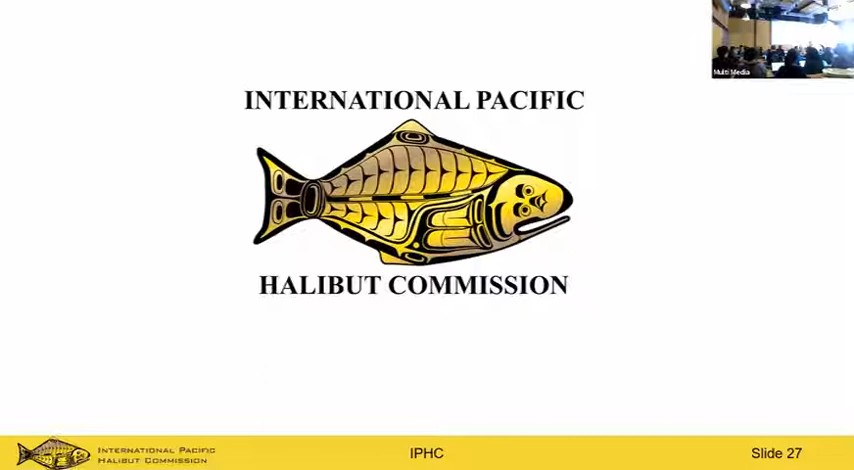 Multi Media
INTERNATIONAL PACIFIC
HALIBUT COMMISSION
INTERNATIONAL PACIFIC
HALIBUT COMMISSION
IPHC
Slide 27